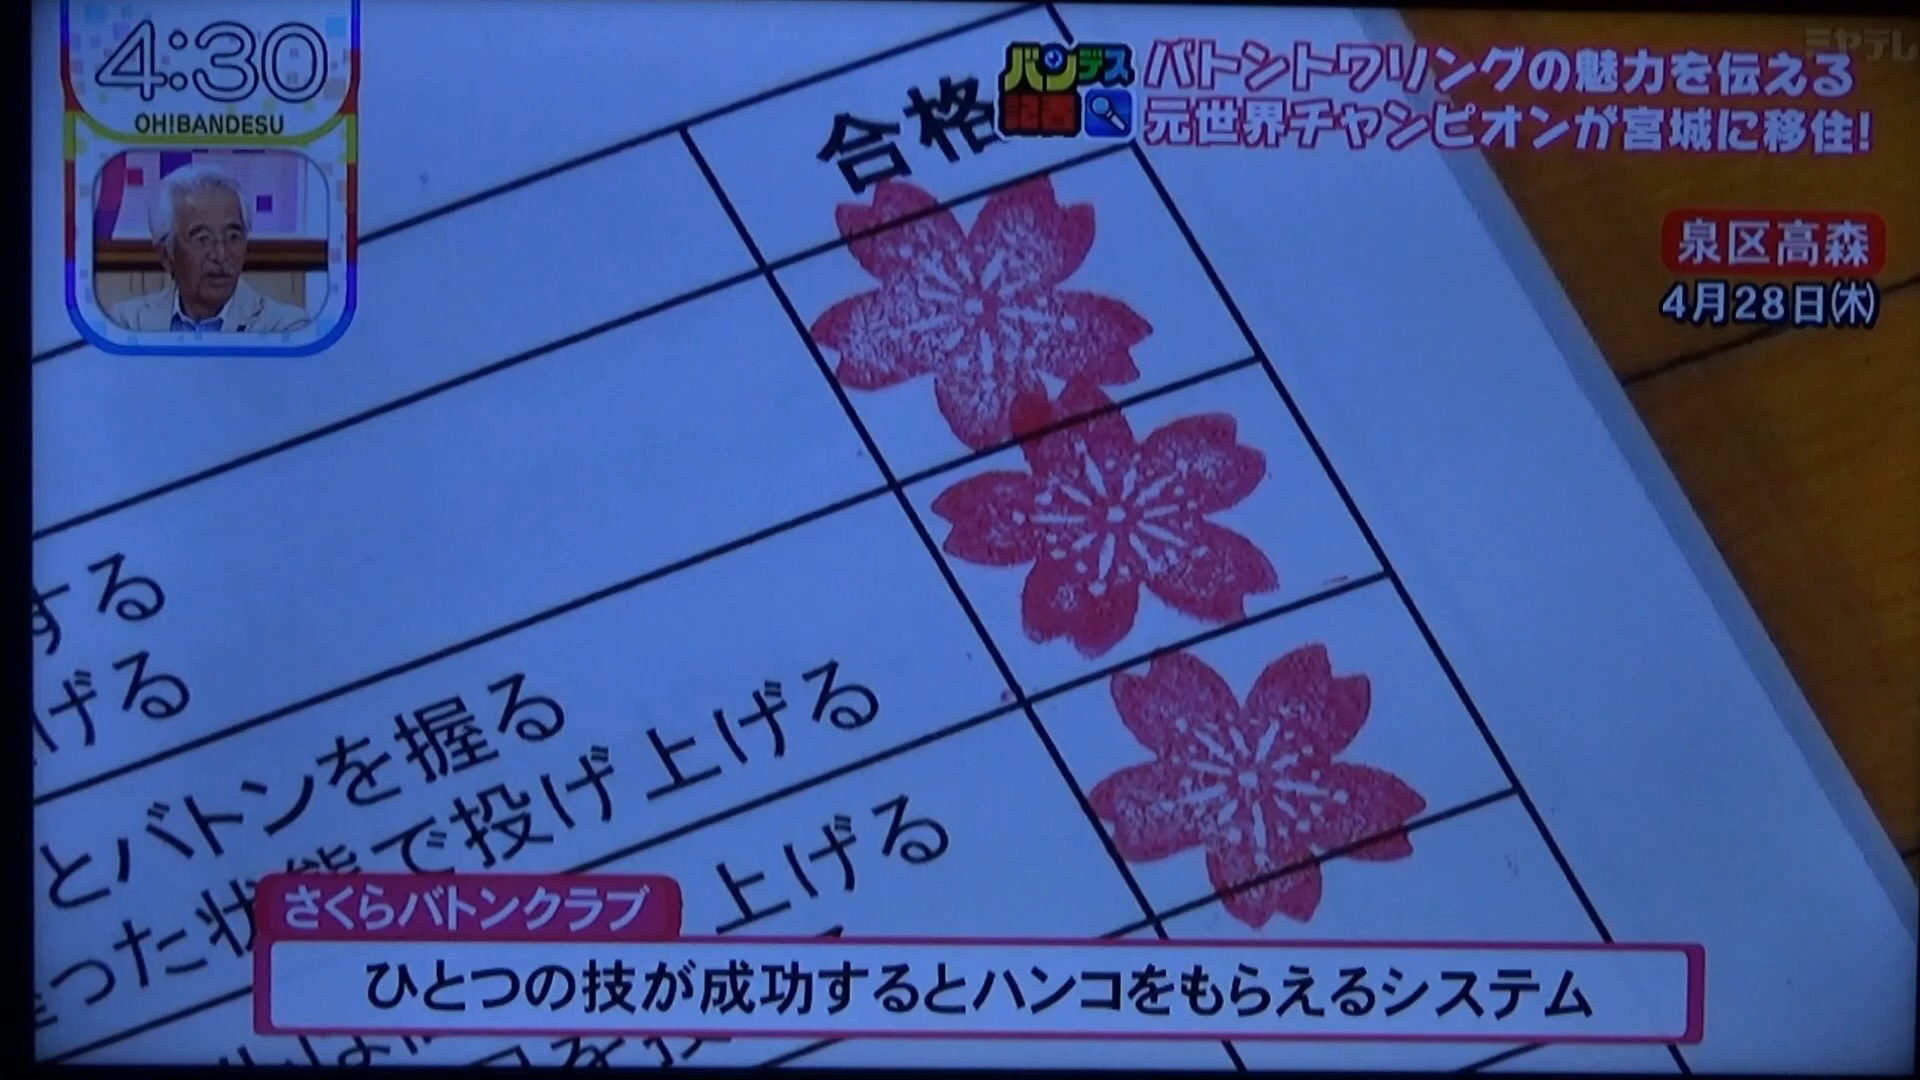 4:30
OH!BANDESU
バンデス
記者
バトントワリングの魅力を伝える
元世界チャンピオンが宮城に移住!
ミヤテレ
泉区高森
4月28日(木)
合格
する
げる
とバトンを握る
った状態で投げ上げる
上げる
さくらバトンクラブ
ひとつの技が成功するとハンコをもらえるシステム